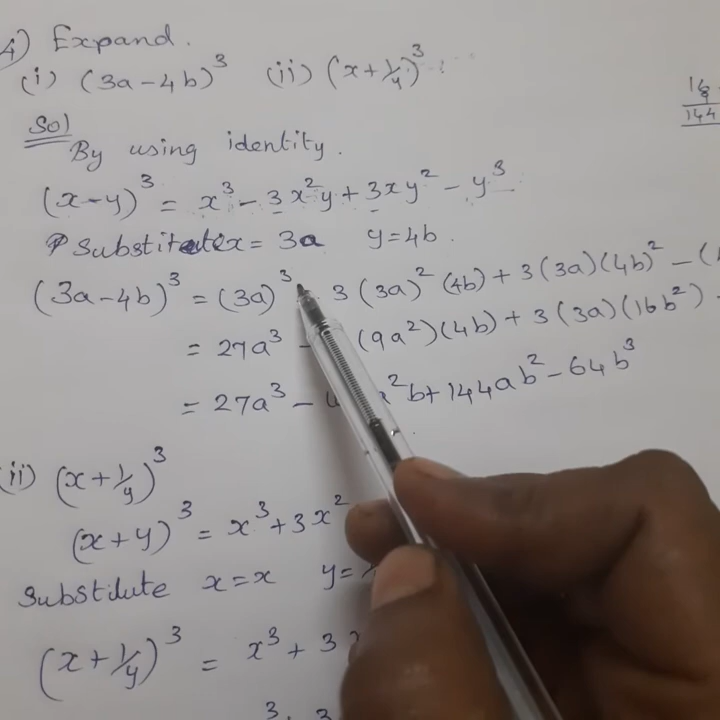 4) Expand.
(i) (3a-4b)³ (ii) (x+1/y)³
Sol
By using identity.
(x-y)³ = x³ - 3x²y + 3xy² - y³
Substitute x = 3a y = 4b.
(3a-4b)³ = (3a)³ 3(3a)²(4b) + 3(3a)(4b)² - (
= 27a³ - (9a²)(4b) + 3(3a)(16b²) -
= 27a³ - a²b + 144ab² - 64b³
(ii) (x+1/y)³
(x+y)³ = x³ + 3x²
Substitute x = x y =
(x+1/y)³ = x³ + 3
144